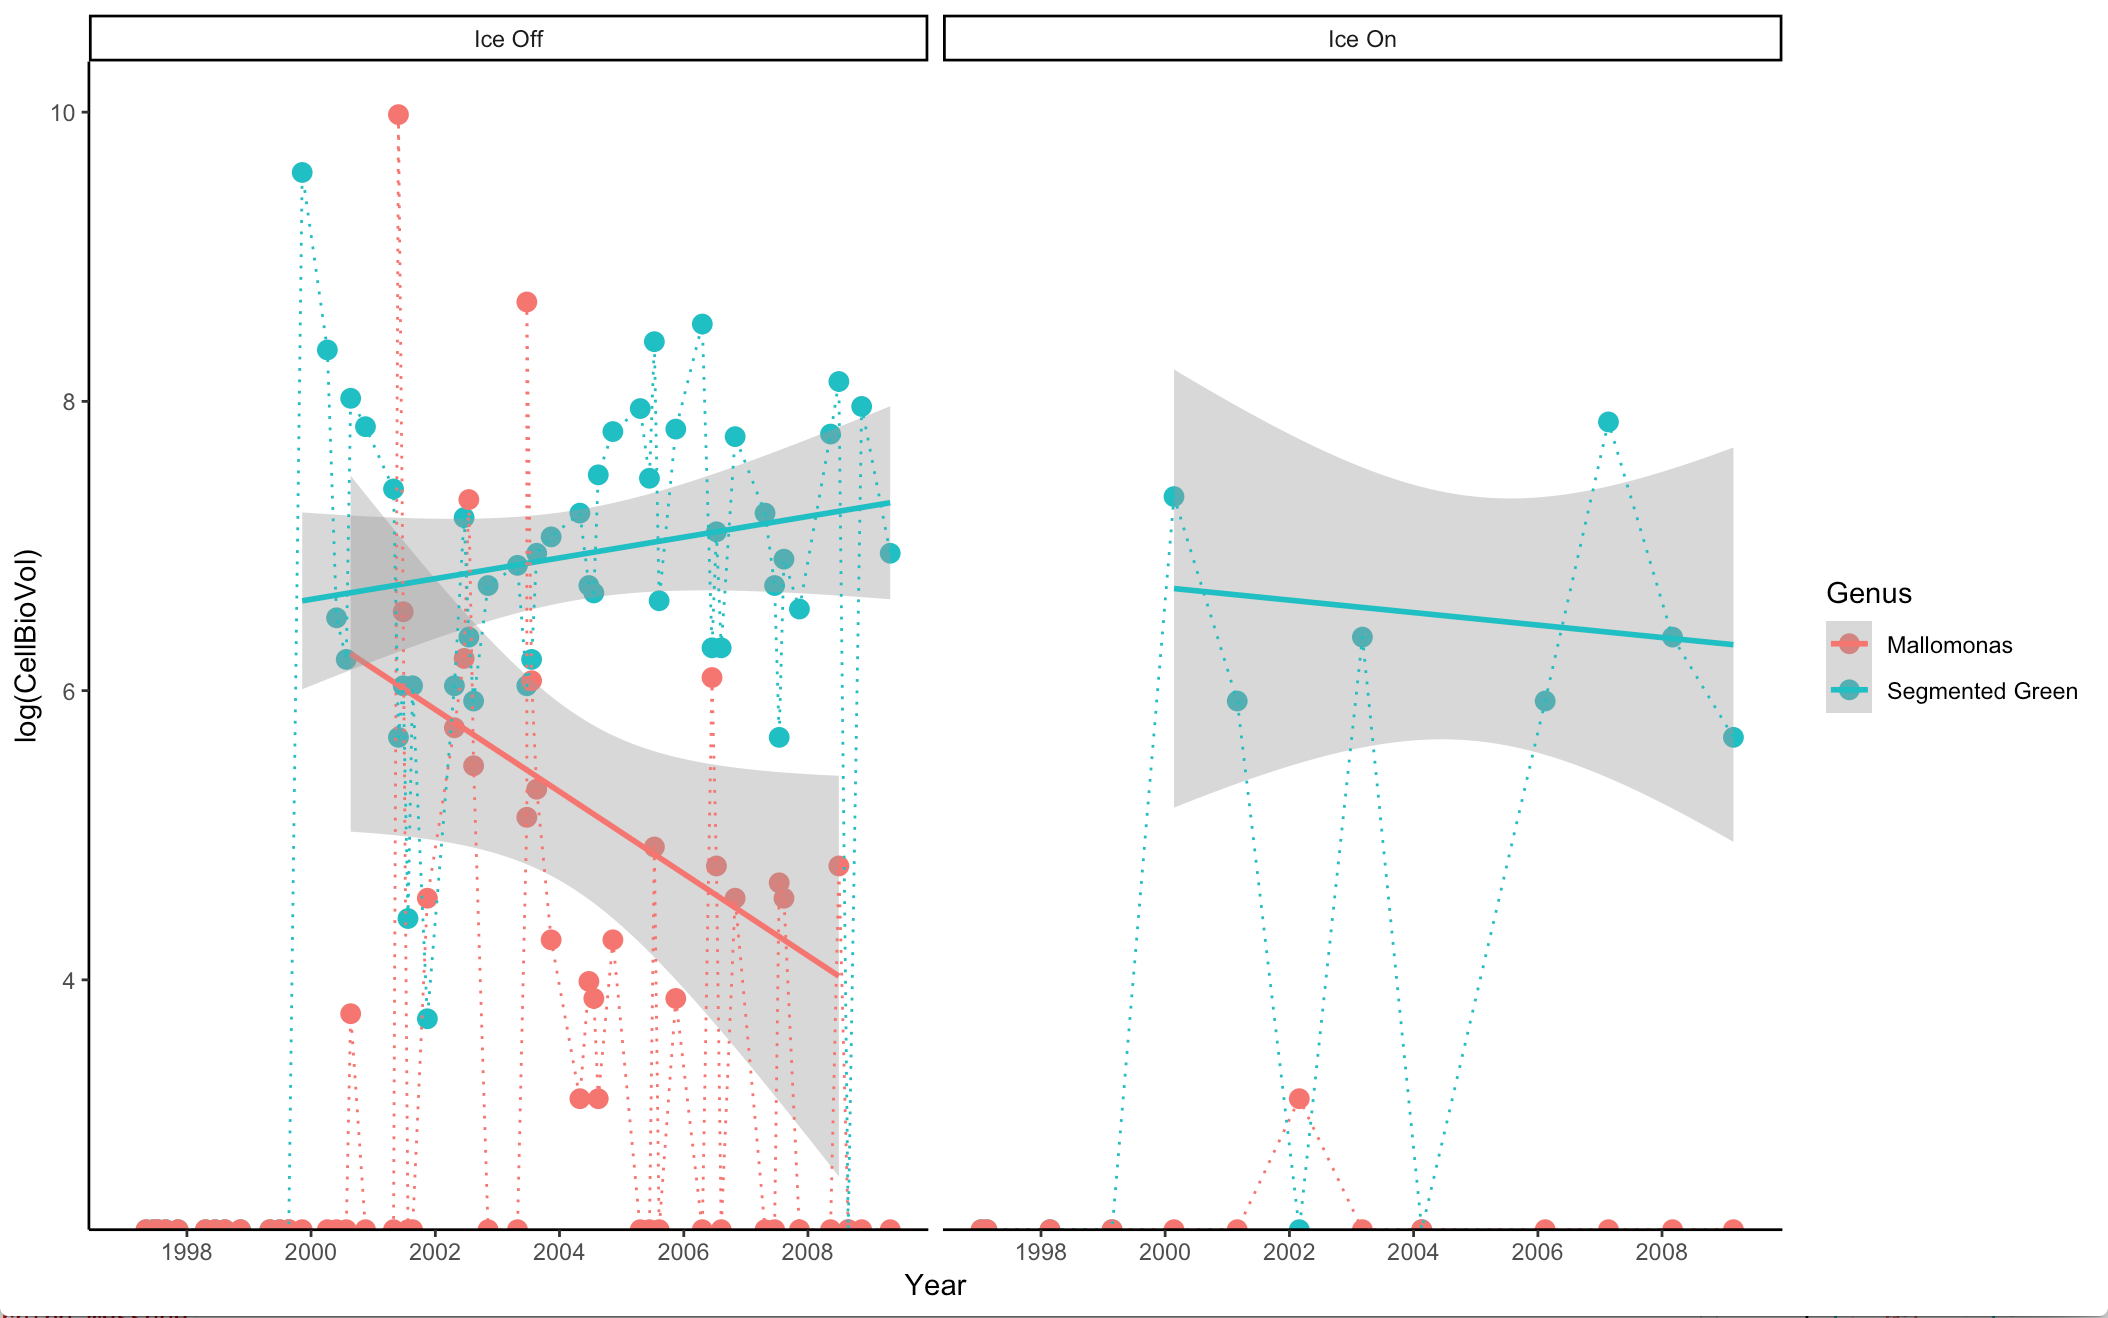 Ice Off
Ice On
10
8
6
4
log(CellBioVol)
1998 2000 2002 2004 2006 2008
1998 2000 2002 2004 2006 2008
Year
Genus
Mallomonas
Segmented Green